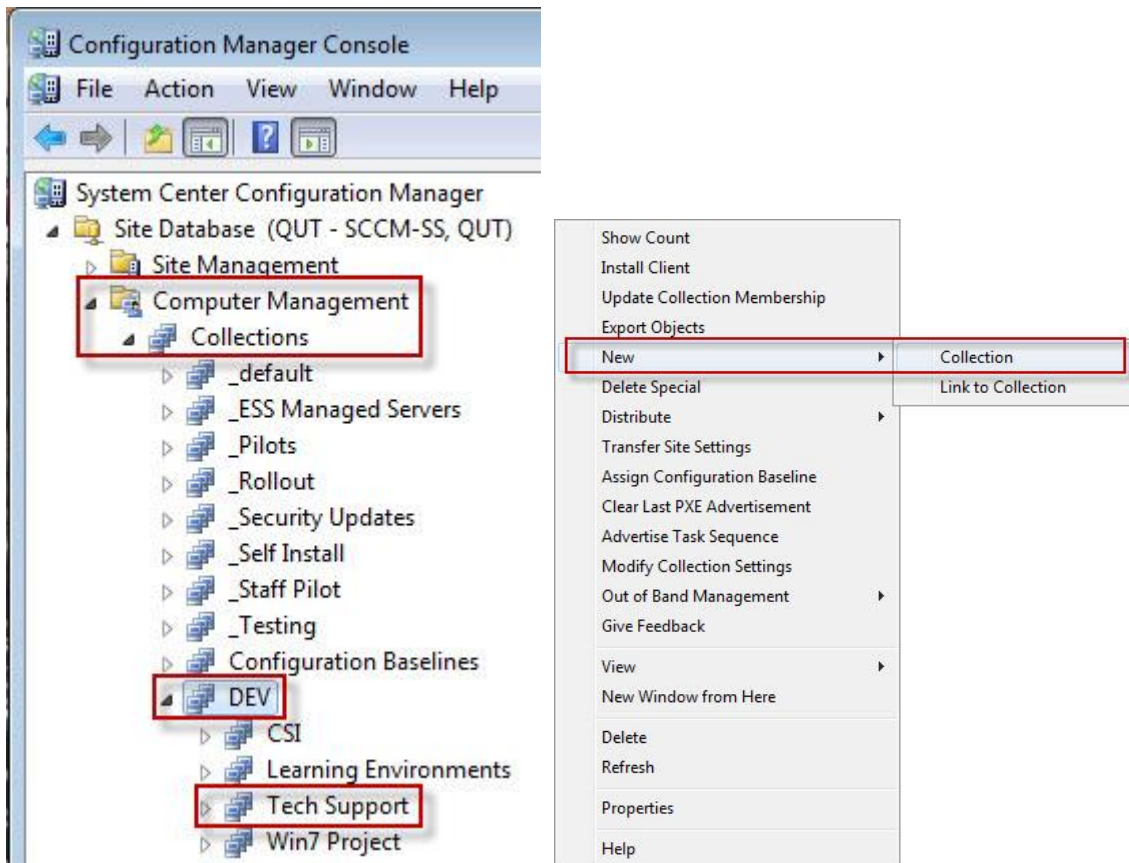 Configuration Manager Console
File Action View Window Help
System Center Configuration Manager
Site Database (QUT - SCCM-SS, QUT)
Site Management
Computer Management
Collections
_default
_ESS Managed Servers
_Pilots
_Rollout
_Security Updates
_Self Install
_Staff Pilot
_Testing
Configuration Baselines
DEV
CSI
Learning Environments
Tech Support
Win7 Project
Show Count
Install Client
Update Collection Membership
Export Objects
New
Delete Special
Distribute
Transfer Site Settings
Assign Configuration Baseline
Clear Last PXE Advertisement
Advertise Task Sequence
Modify Collection Settings
Out of Band Management
Give Feedback
View
New Window from Here
Delete
Refresh
Properties
Help
Collection
Link to Collection